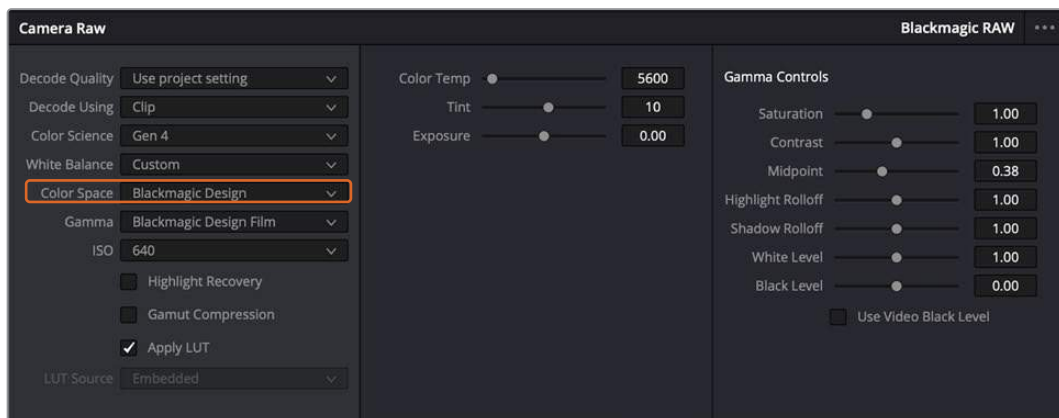 Camera Raw
Blackmagic RAW
Decode Quality Use project setting
Decode Using Clip
Color Science Gen 4
White Balance Custom
Color Space Blackmagic Design
Gamma Blackmagic Design Film
ISO 640
Highlight Recovery
Gamut Compression
Apply LUT
LUT Source Embedded
Color Temp 5600
Tint 10
Exposure 0.00
Gamma Controls
Saturation 1.00
Contrast 1.00
Midpoint 0.38
Highlight Rolloff 1.00
Shadow Rolloff 1.00
White Level 1.00
Black Level 0.00
Use Video Black Level